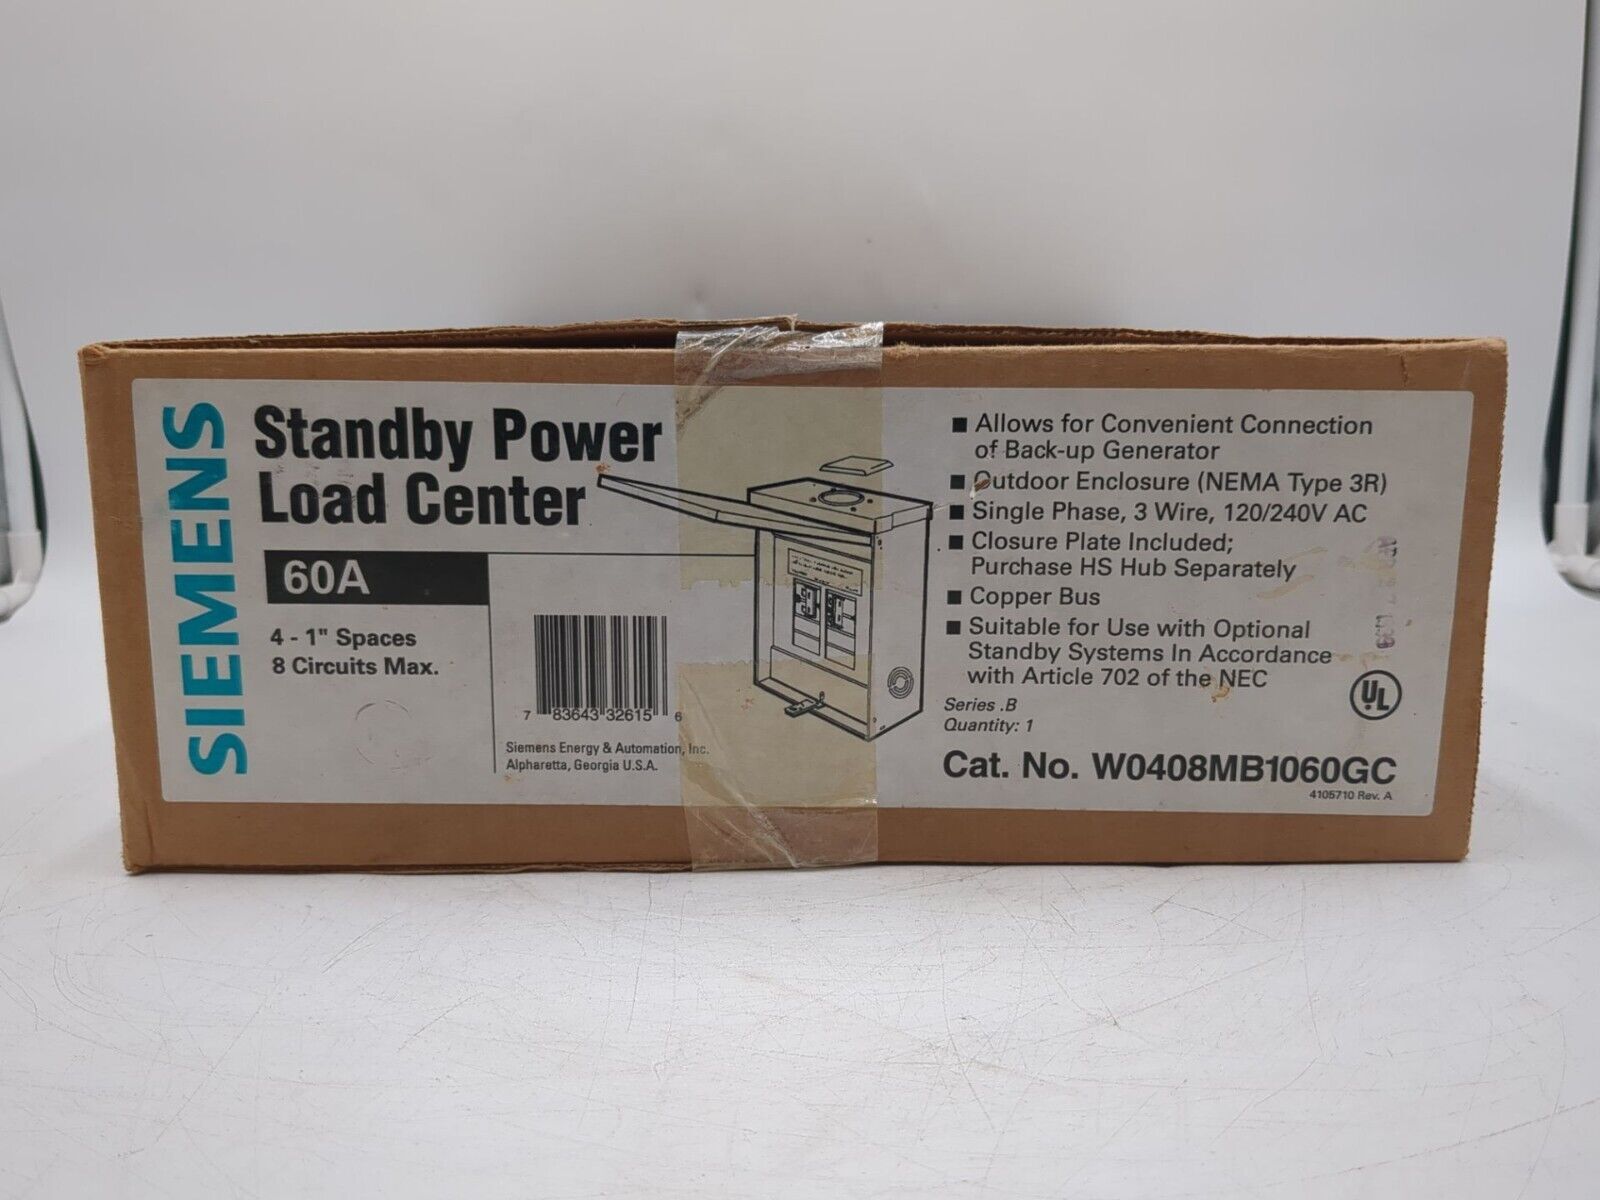 SIEMENS
Standby Power
Load Center
60A
4 - 1" Spaces
8 Circuits Max.
7 83643 32615 6
Siemens Energy & Automation, Inc.
Alpharetta, Georgia U.S.A.
■ Allows for Convenient Connection
of Back-up Generator
■ Outdoor Enclosure (NEMA Type 3R)
■ Single Phase, 3 Wire, 120/240V AC
■ Closure Plate Included;
Purchase HS Hub Separately
■ Copper Bus
■ Suitable for Use with Optional
Standby Systems In Accordance
with Article 702 of the NEC
Series .B
Quantity: 1
UL
Cat. No. W0408MB1060GC
4105710 Rev. A